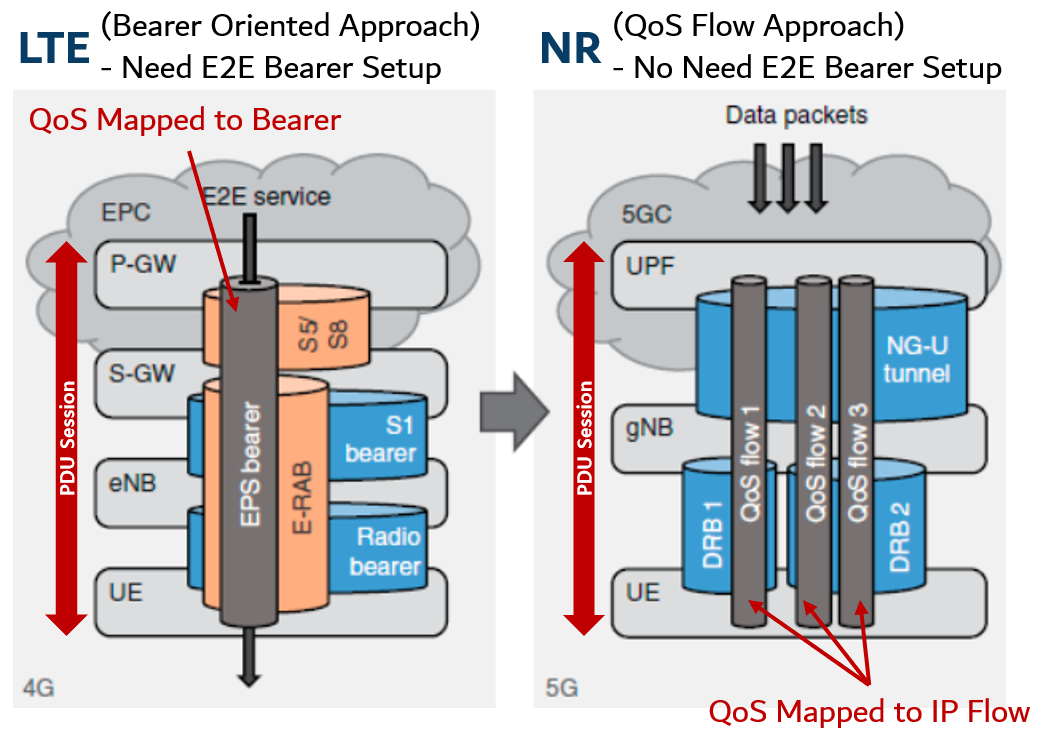 LTE
(Bearer Oriented Approach)
- Need E2E Bearer Setup
QoS Mapped to Bearer
E2E service
EPC
P-GW
S5/
S8
S-GW
S1
bearer
PDU Session
EPS bearer
E-RAB
eNB
Radio
bearer
UE
4G
NR
(QoS Flow Approach)
- No Need E2E Bearer Setup
Data packets
5GC
UPF
NG-U
tunnel
PDU Session
gNB
QoS flow 1
QoS flow 2
QoS flow 3
DRB 1
DRB 2
UE
5G
QoS Mapped to IP Flow